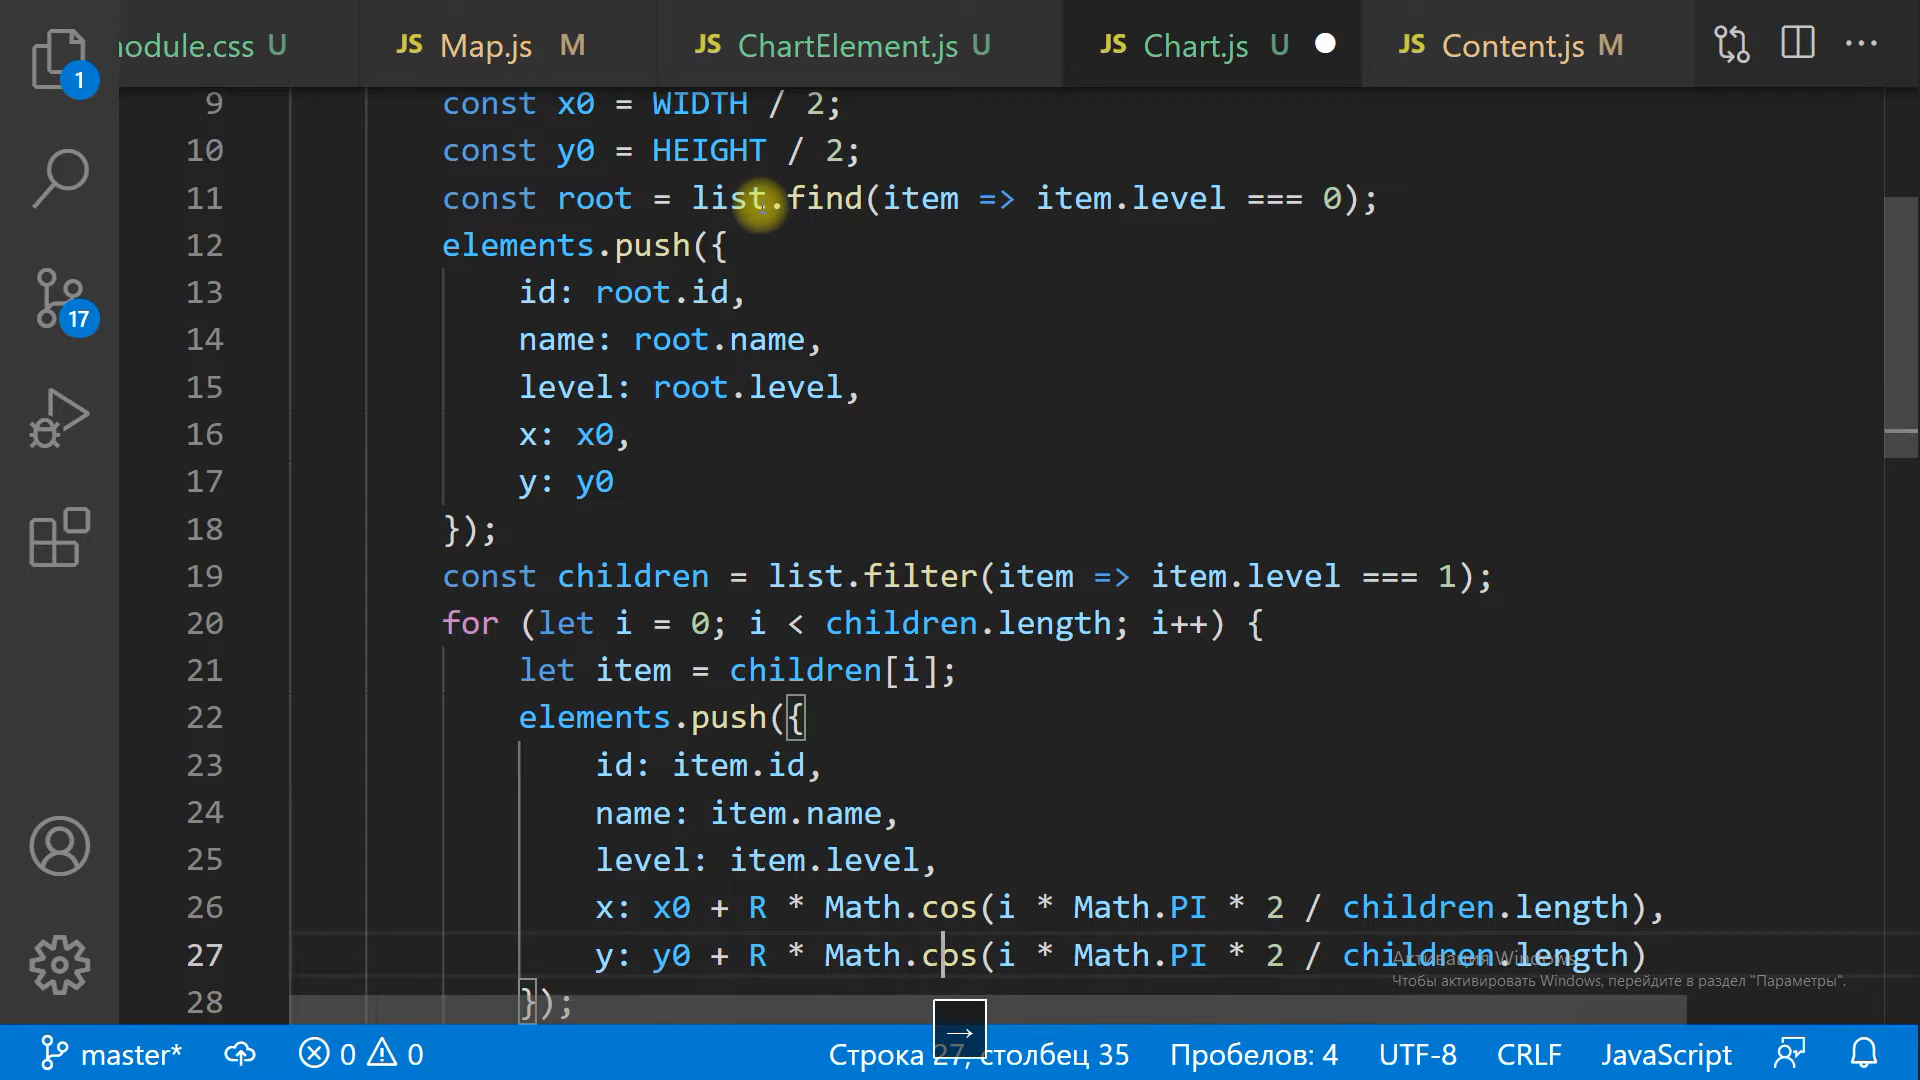 1
odule.css U
JS Map.js M
JS ChartElement.js U
JS Chart.js U
JS Content.js M
9 const x0 = WIDTH / 2;
10 const y0 = HEIGHT / 2;
11 const root = list.find(item => item.level === 0);
12 elements.push({
13 id: root.id,
14 name: root.name,
15 level: root.level,
16 x: x0,
17 y: y0
18 });
19 const children = list.filter(item => item.level === 1);
20 for (let i = 0; i < children.length; i++) {
21 let item = children[i];
22 elements.push({
23 id: item.id,
24 name: item.name,
25 level: item.level,
26 x: x0 + R * Math.cos(i * Math.PI * 2 / children.length),
27 y: y0 + R * Math.cos(i * Math.PI * 2 / children.length)
28 });
17
Активация Windows
Чтобы активировать Windows, перейдите в раздел "Параметры".
→
master* 0 0 Строка 27, столбец 35 Пробелов: 4 UTF-8 CRLF JavaScript